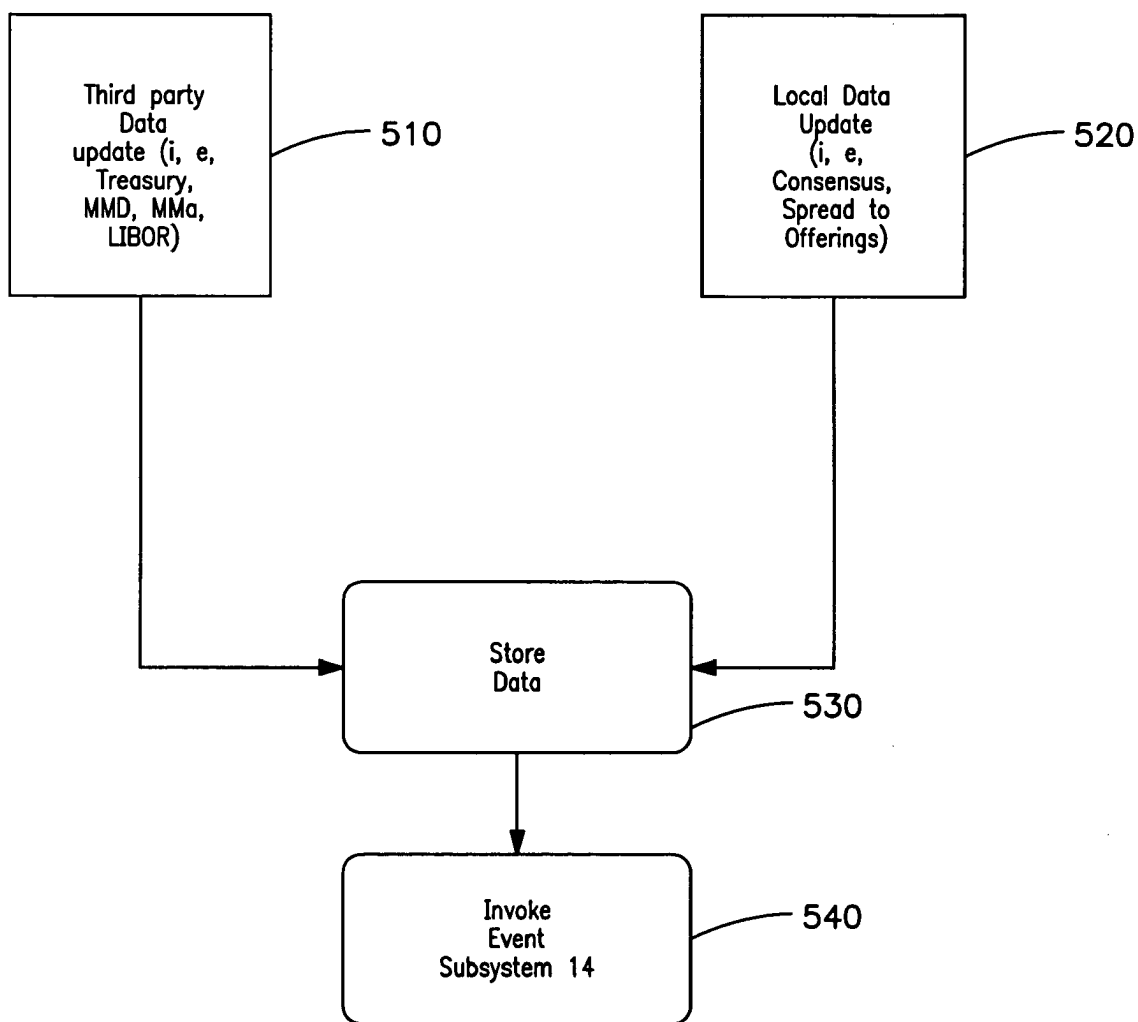 Third party
Data
update (i, e,
Treasury,
MMD, MMa,
LIBOR)
510
Local Data
Update
(i, e,
Consensus,
Spread to
Offerings)
520
Store
Data
530
Invoke
Event
Subsystem 14
540